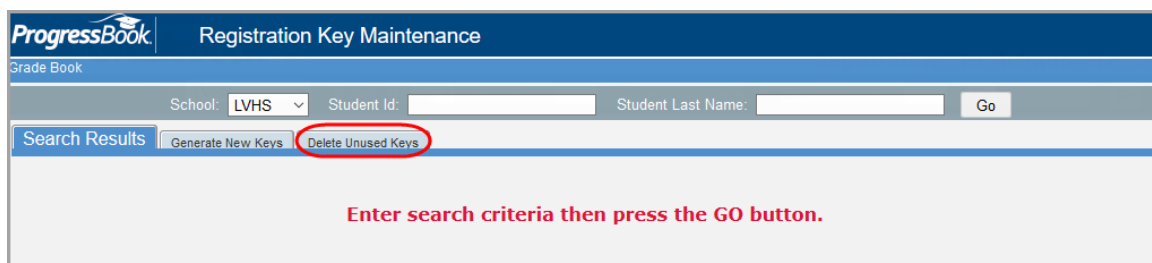 ProgressBook. Registration Key Maintenance
Grade Book
School: LVHS Student Id: Student Last Name: Go
Search Results Generate New Keys Delete Unused Keys
Enter search criteria then press the GO button.